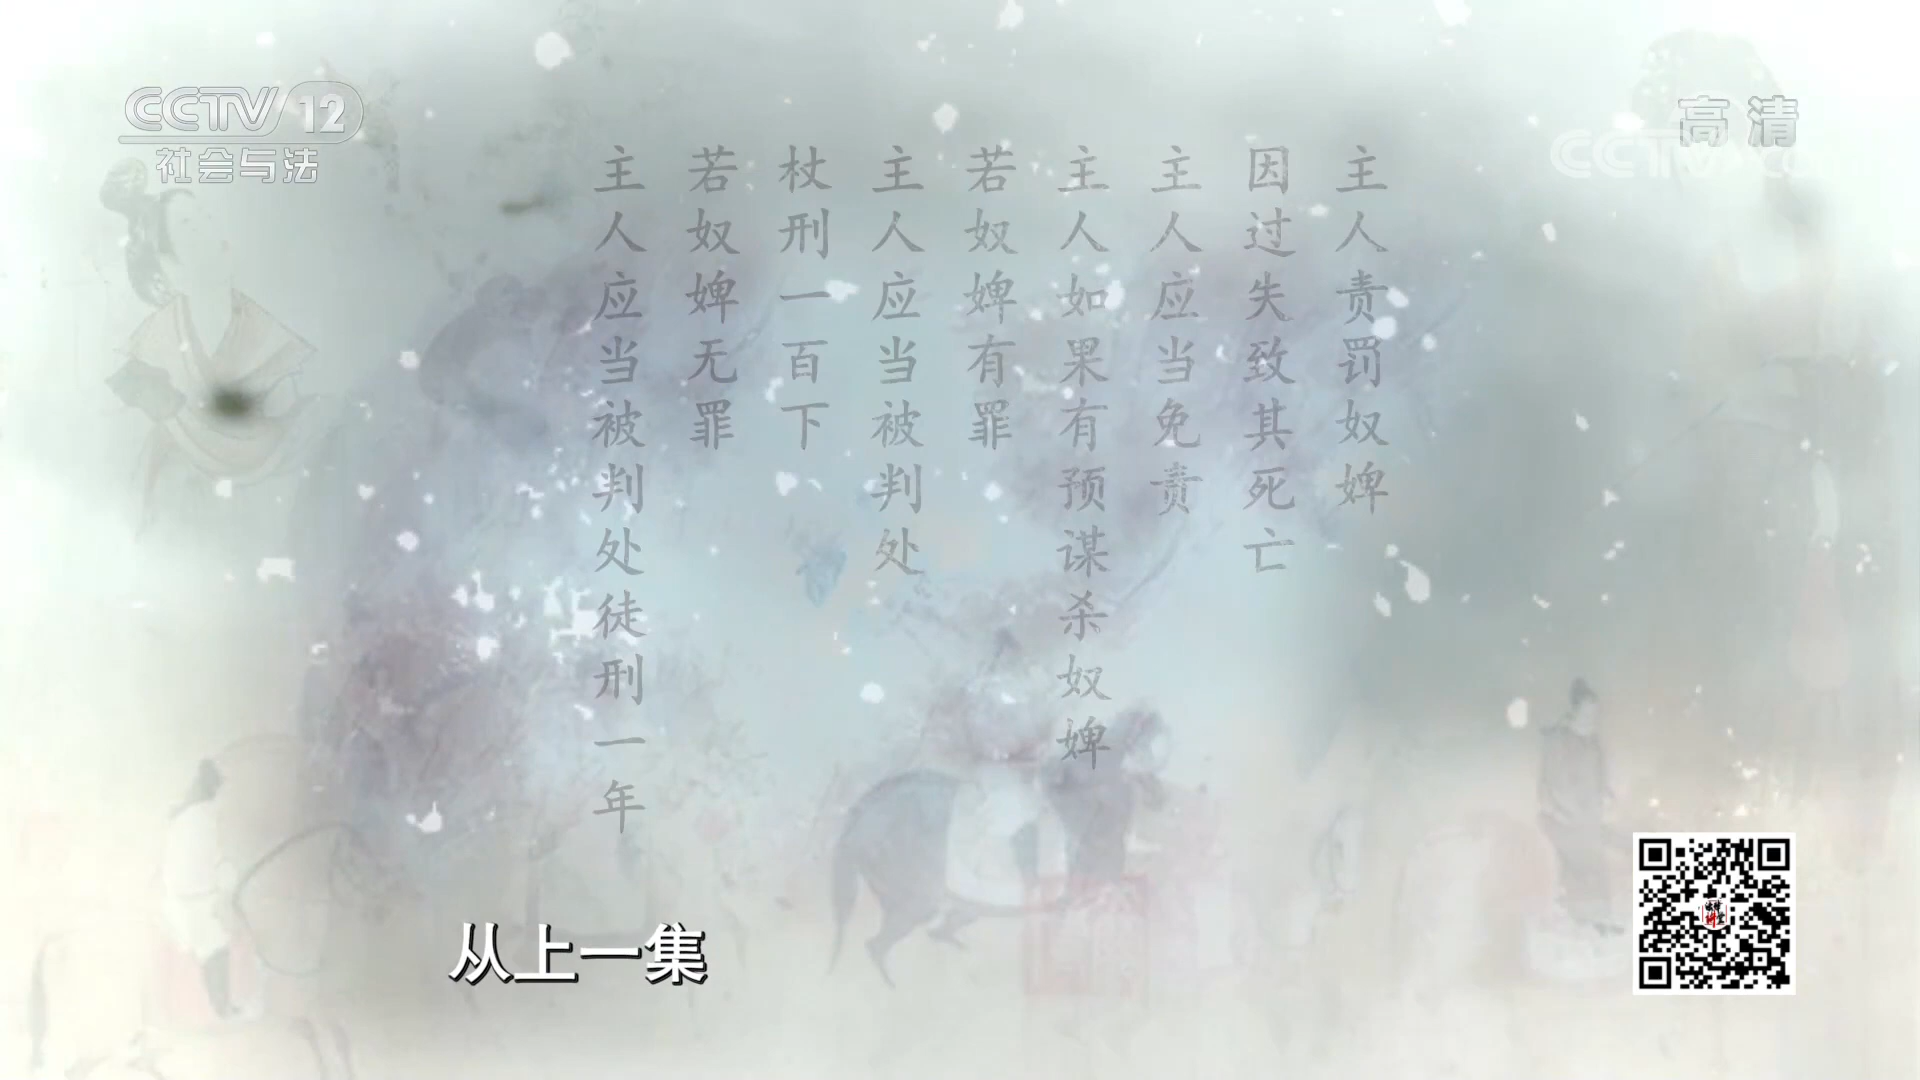 CCTV 12
社会与法
高清
CCTV.co
主人责罚奴婢
因过失致其死亡
主人应当免责
主人如果有预谋杀奴婢
若奴婢有罪
主人应当被判处
杖刑一百下
若奴婢无罪
主人应当被判处徒刑一年
从上一集